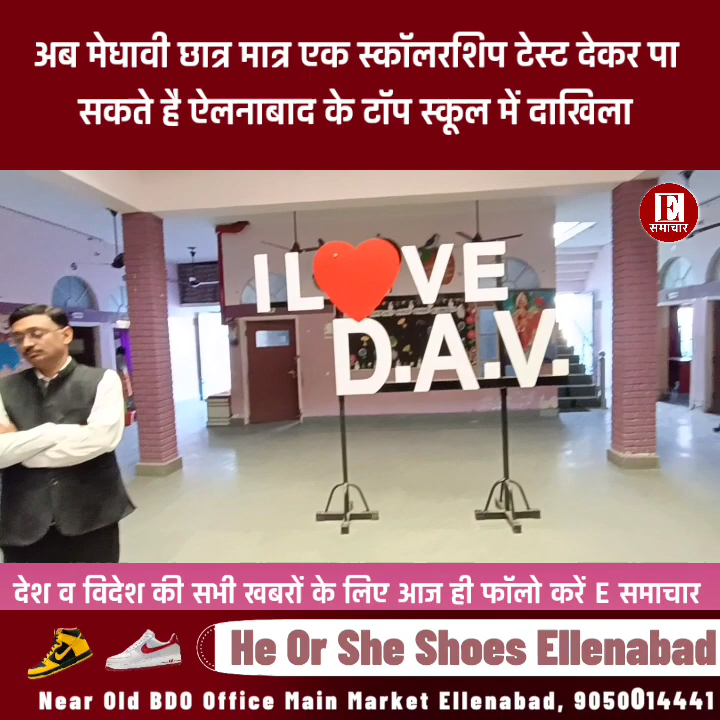 अब मेधावी छात्र मात्र एक स्कॉलरशिप टेस्ट देकर पा
सकते है ऐलनाबाद के टॉप स्कूल में दाखिला
E
समाचार
I L VE
D.A.V.
देश व विदेश की सभी खबरों के लिए आज ही फॉलो करें E समाचार
He Or She Shoes Ellenabad
Near Old BDO Office Main Market Ellenabad, 9050014441